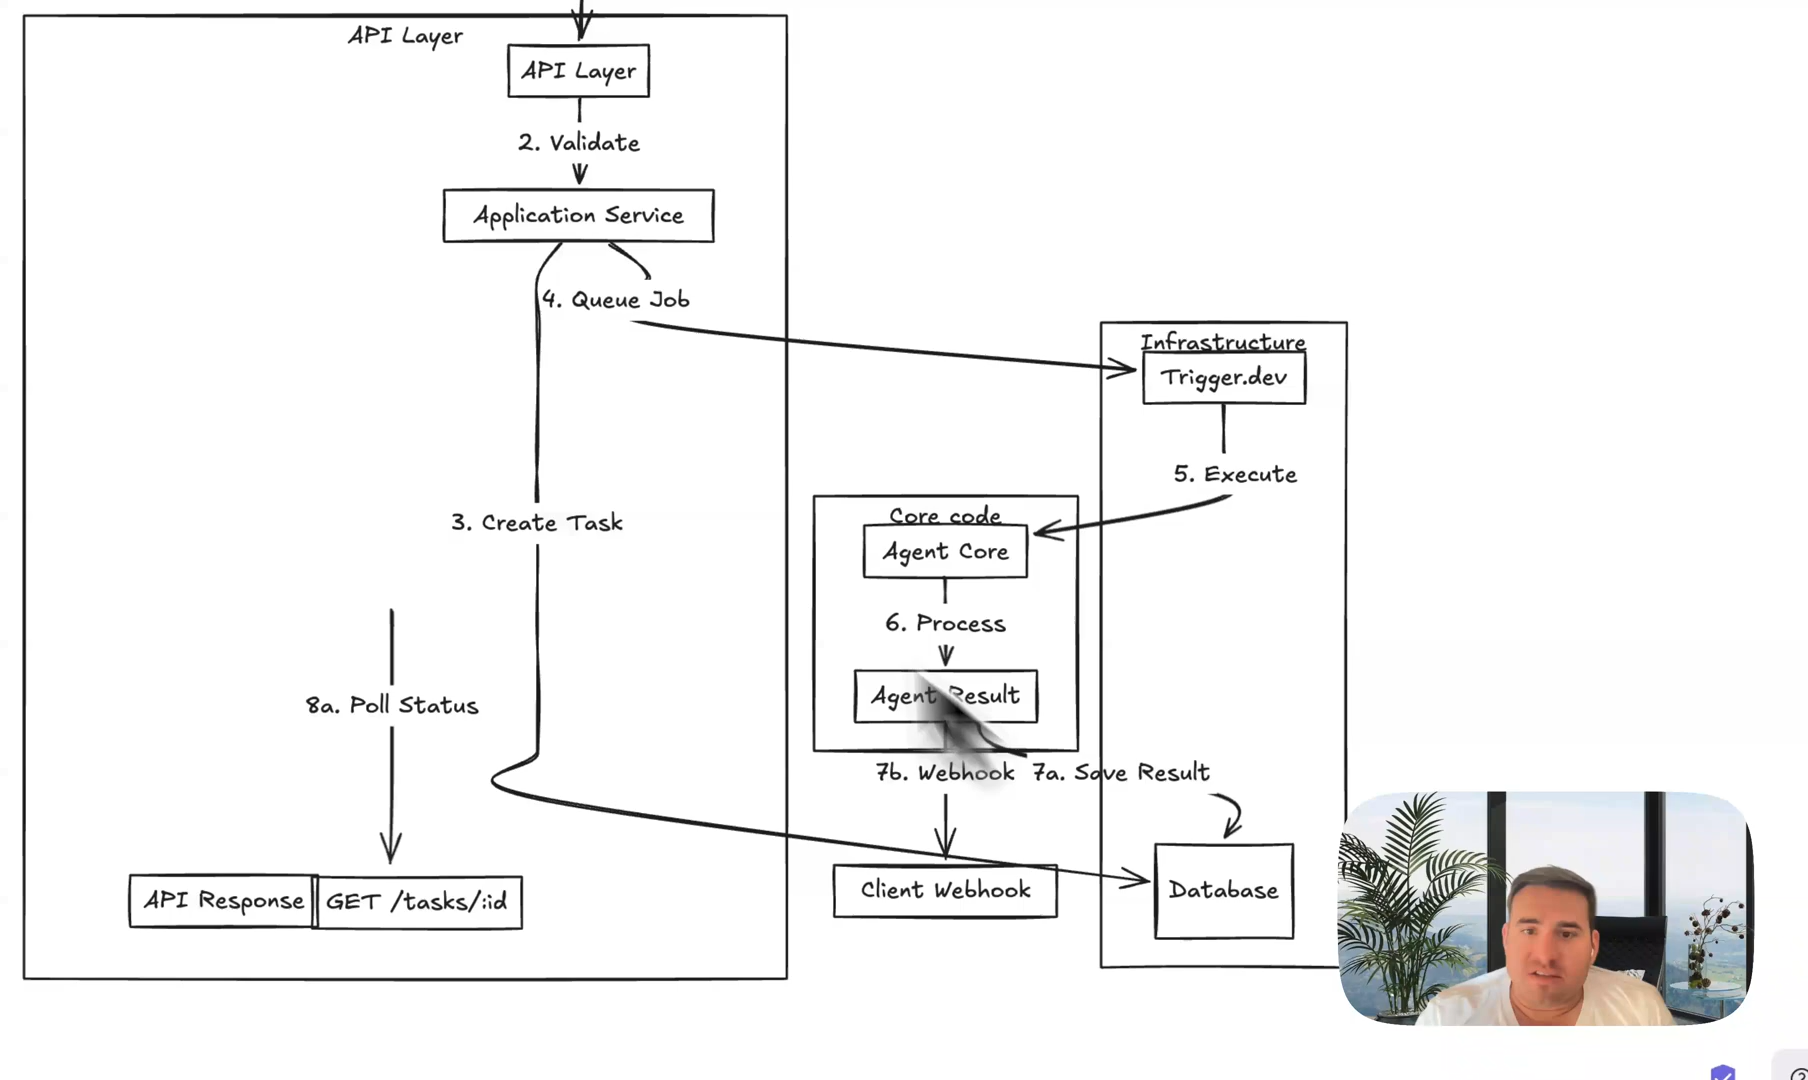 API Layer
API Layer
2. Validate
Application Service
4. Queue Job
Infrastructure
Trigger.dev
5. Execute
Core code
Agent Core
3. Create Task
6. Process
Agent Result
8a. Poll Status
7b. Webhook
7a. Save Result
API Response
GET /tasks/:id
Client Webhook
Database